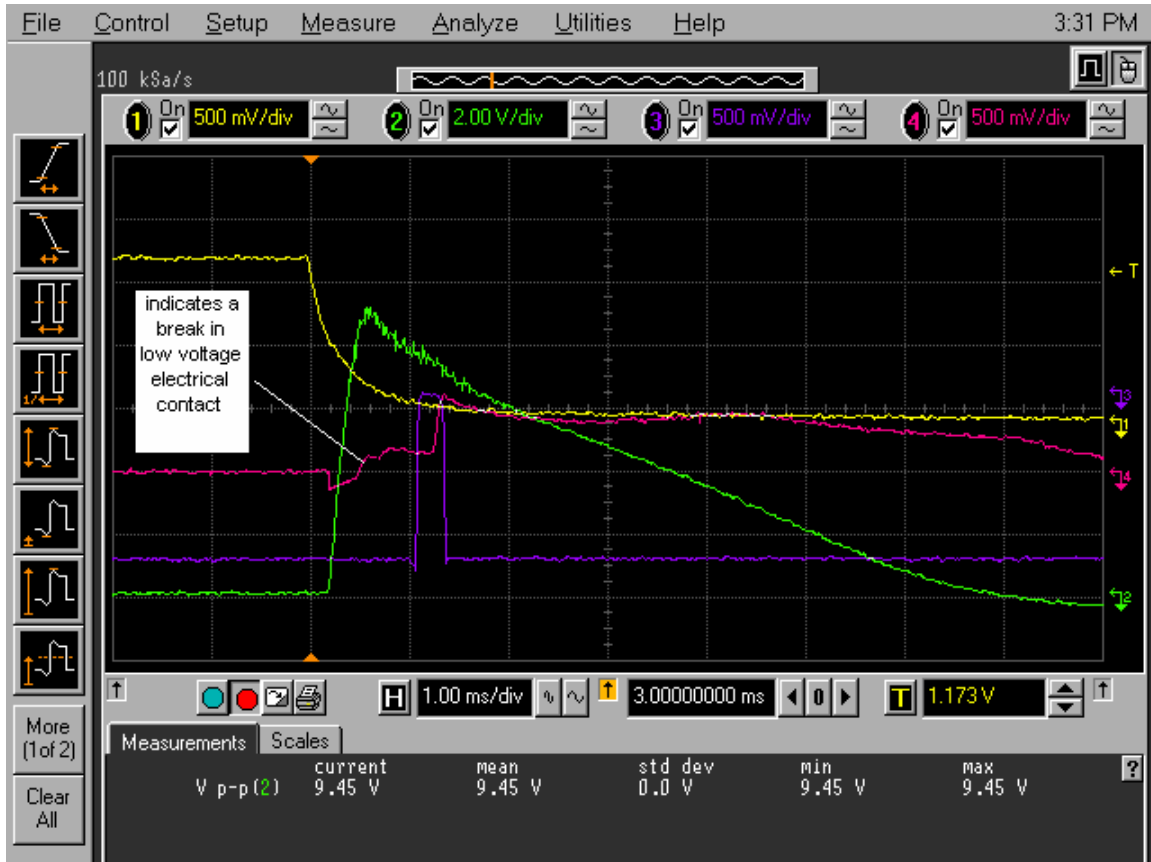 File Control Setup Measure Analyze Utilities Help 3:31 PM
100 kSa/s
1 On 500 mV/div 2 On 2.00 V/div 3 On 500 mV/div 4 On 500 mV/div
T
indicates a
break in
low voltage
electrical
contact
3
1
4
2
1/
H 1.00 ms/div 3.00000000 ms 0 T 1.173 V
More
(1of 2)
Clear
All
Measurements Scales
?
current mean std dev min max
V p-p(2) 9.45 V 9.45 V 0.0 V 9.45 V 9.45 V